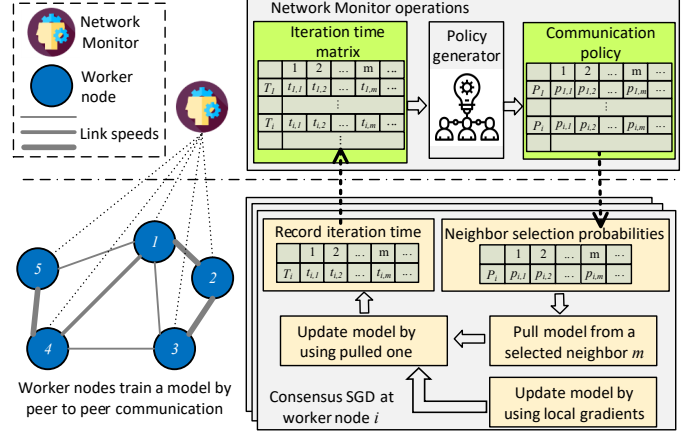 Network Monitor operations
Network
Monitor
Worker
node
Link speeds
Iteration time
matrix
1 2 ... m ...
T1 t1,1 t1,2 ... t1,m ...
⋮
Ti ti,1 ti,2 ... ti,m ...
⋮
Policy
generator
Communication
policy
1 2 ... m ...
P1 p1,1 p1,2 ... p1,m ...
⋮
Pi pi,1 pi,2 ... pi,m ...
1
2
3
4
5
Worker nodes train a model by
peer to peer communication
Record iteration time
1 2 ... m ...
Ti ti,1 ti,2 ... ti,m ...
Neighbor selection probabilities
1 2 ... m ...
Pi pi,1 pi,2 ... pi,m ...
Update model by
using pulled one
Pull model from a
selected neighbor m
Update model by
using local gradients
Consensus SGD at
worker node i